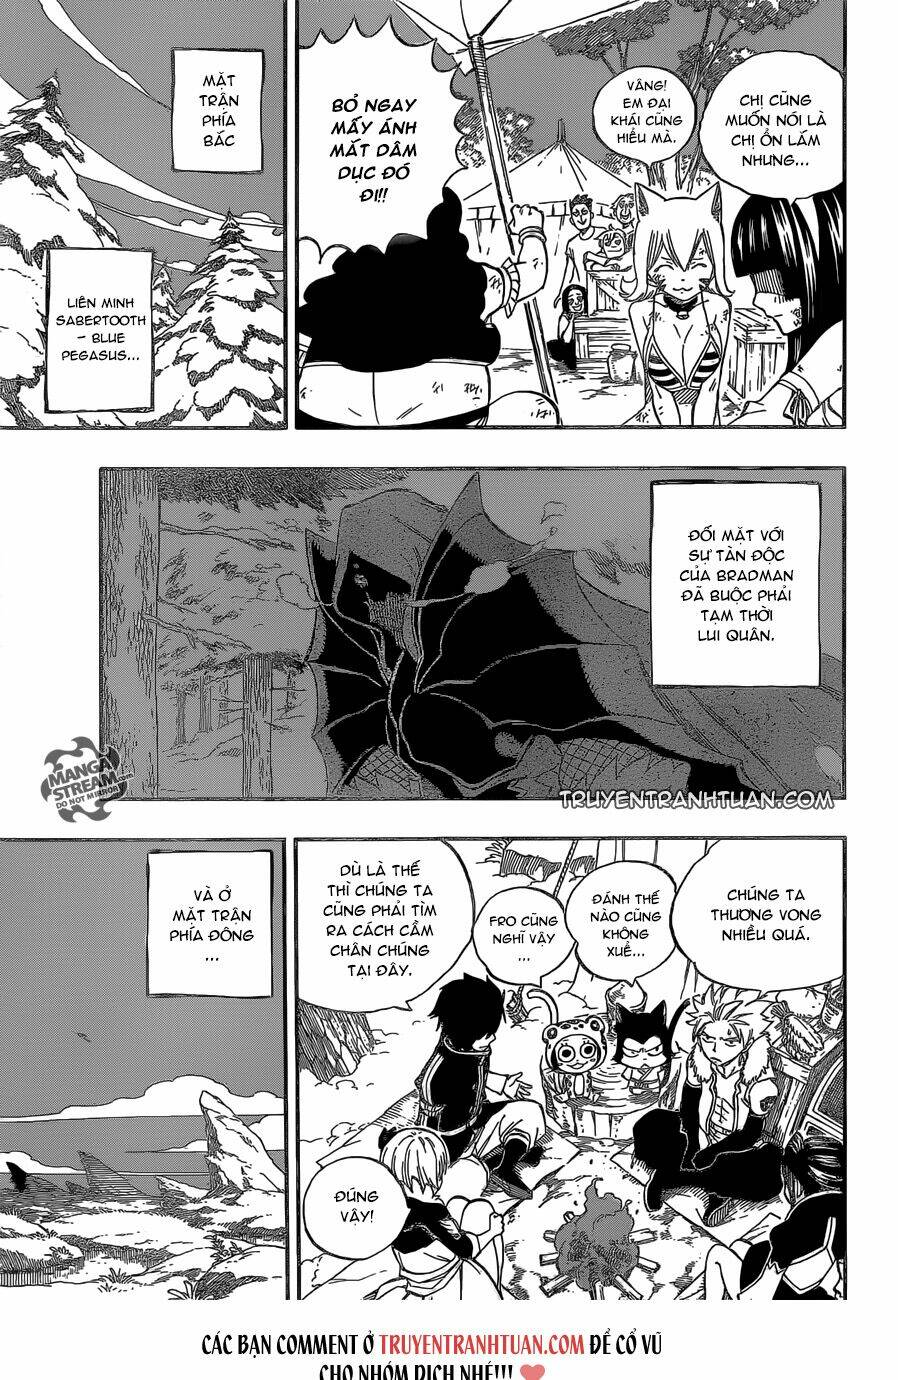 CHỊ CŨNG
MUỐN NÓI LÀ
CHỊ ỔN LẮM
NHƯNG...
VÂNG!
EM ĐẠI
KHÁI CŨNG
HIỂU MÀ.
BỎ NGAY
MẤY ÁNH
MẮT DÂM
DỤC ĐÓ
ĐI!!
MẶT
TRẬN
PHÍA
BẮC
LIÊN MINH
SABERTOOTH
- BLUE
PEGASUS...
ĐỐI MẶT VỚI
SỰ TÀN ĐỘC
CỦA BRADMAN
ĐÃ BUỘC PHẢI
TẠM THỜI
LUI QUÂN.
MANGA
STREAM.com
DO NOT MIRROR
TRUYENTRANHTUAN.COM
CHÚNG TA
THƯƠNG VONG
NHIỀU QUÁ.
ĐÁNH THẾ
NÀO CŨNG
KHÔNG
XUỂ.
FRO CŨNG
NGHĨ VẬY
...
DÙ LÀ THẾ
THÌ CHÚNG TA
CŨNG PHẢI TÌM
RA CÁCH CẦM
CHÂN CHÚNG
TẠI ĐÂY.
ĐÚNG
VẬY!
VÀ Ở
MẶT TRẬN
PHÍA ĐÔNG
...
CÁC BẠN COMMENT Ở TRUYENTRANHTUAN.COM ĐỂ CỔ VŨ
CHO NHÓM DỊCH NHÉ!!!